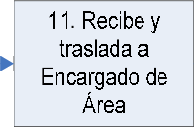 11. Recibe y
traslada a
Encargado de
Área